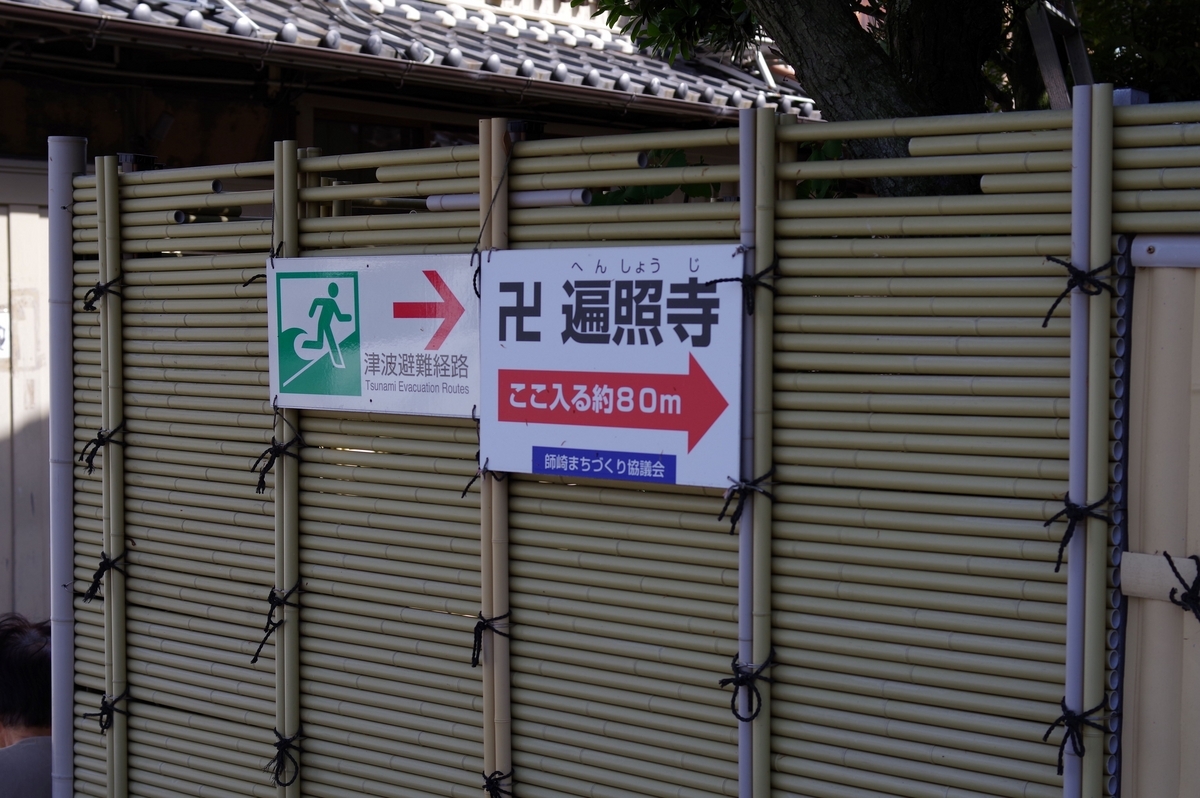 津波避難経路
Tsunami Evacuation Routes
へんしょうじ
卍 遍照寺
ここ入る約80m
師崎まちづくり協議会